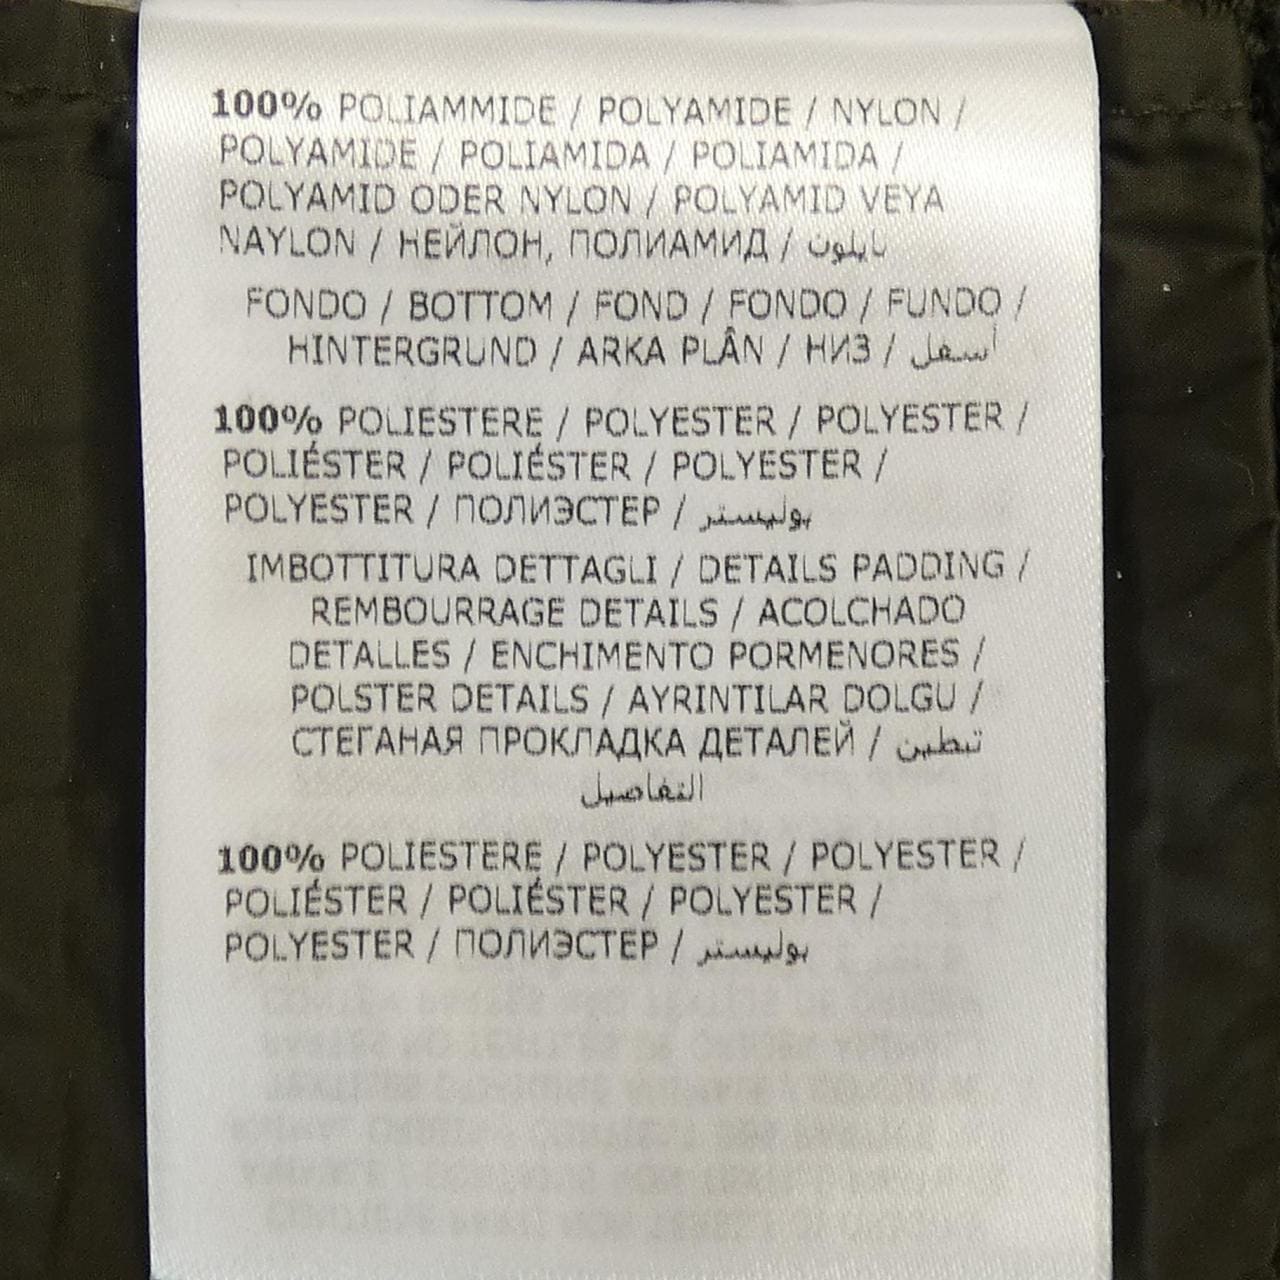 100% POLIAMMIDE / POLYAMIDE / NYLON /
POLYAMIDE / POLIAMIDA / POLIAMIDA /
POLYAMID ODER NYLON / POLYAMID VEYA
NAYLON / НЕЙЛОН, ПОЛИАМИД / نايلون
FONDO / BOTTOM / FOND / FONDO / FUNDO /
HINTERGRUND / ARKA PLÂN / НИЗ / أسفل
100% POLIESTERE / POLYESTER / POLYESTER /
POLIÉSTER / POLIÉSTER / POLYESTER /
POLYESTER / ПОЛИЭСТЕР / بوليستر
IMBOTTITURA DETTAGLI / DETAILS PADDING /
REMBOURRAGE DETAILS / ACOLCHADO
DETALLES / ENCHIMENTO PORMENORES /
POLSTER DETAILS / AYRINTILAR DOLGU /
СТЕГАНАЯ ПРОКЛАДКА ДЕТАЛЕЙ / تبطين
التفاصيل
100% POLIESTERE / POLYESTER / POLYESTER /
POLIÉSTER / POLIÉSTER / POLYESTER /
POLYESTER / ПОЛИЭСТЕР / بوليستر